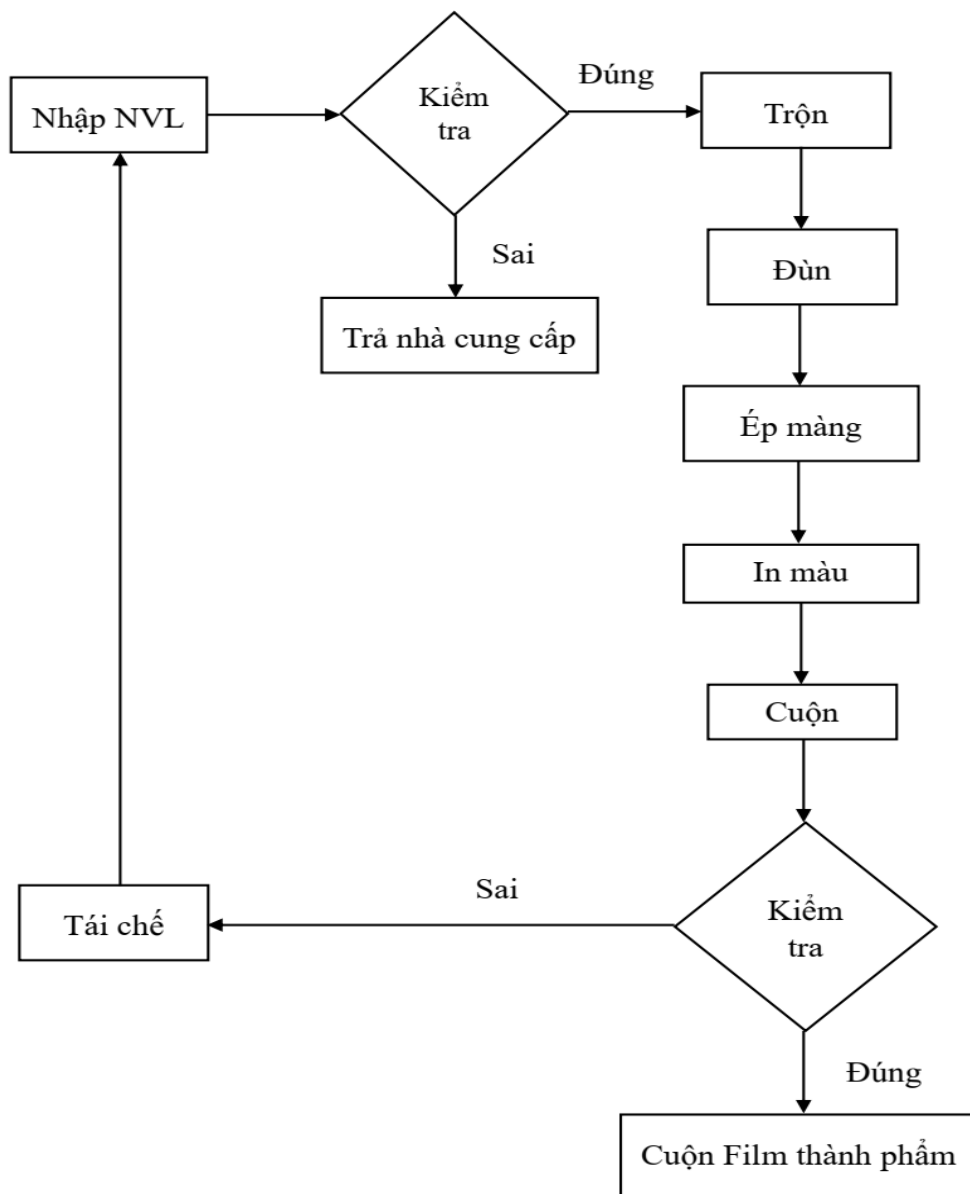 Nhập NVL
Kiểm
tra
Đúng
Trộn
Sai
Trả nhà cung cấp
Đùn
Ép màng
In màu
Cuộn
Kiểm
tra
Sai
Tái chế
Đúng
Cuộn Film thành phẩm